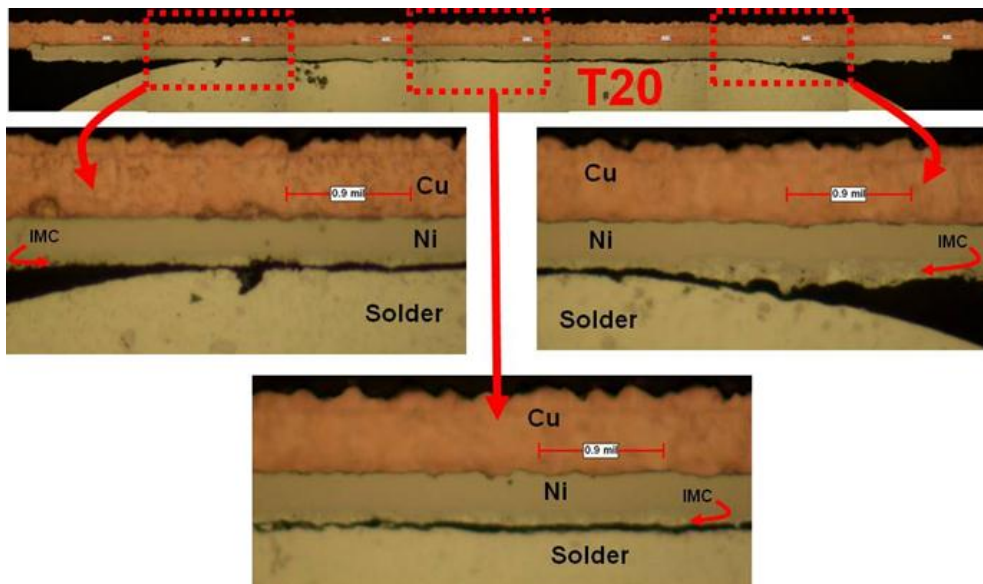 T20
Cu
0.9 mil
IMC
Ni
Solder
Cu
0.9 mil
Ni
IMC
Solder
Cu
0.9 mil
Ni
IMC
Solder